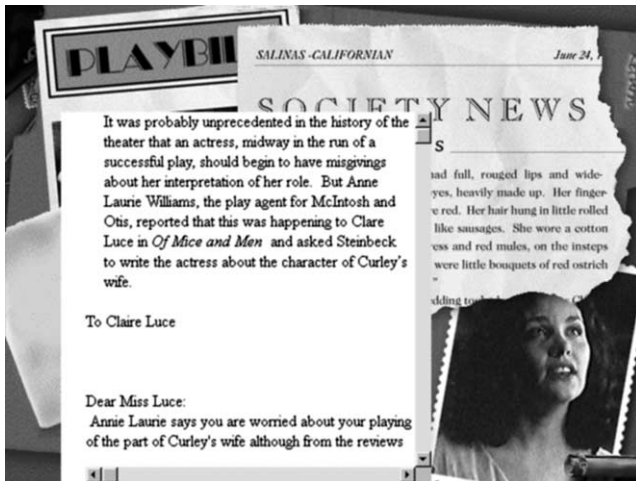 PLAYBI
SALINAS -CALIFORNIAN June 24,
SOCIETY NEWS
s
It was probably unprecedented in the history of the
theater that an actress, midway in the run of a
successful play, should begin to have misgivings
about her interpretation of her role. But Anne
Laurie Williams, the play agent for McIntosh and
Otis, reported that this was happening to Clare
Luce in Of Mice and Men and asked Steinbeck
to write the actress about the character of Curley's
wife.
To Claire Luce
Dear Miss Luce:
Annie Laurie says you are worried about your playing
of the part of Curley's wife although from the reviews
had full, rouged lips and wide-
yes, heavily made up. Her finger-
e red. Her hair hung in little rolled
like sausages. She wore a cotton
ess and red mules, on the insteps
were little bouquets of red ostrich
"
dding to